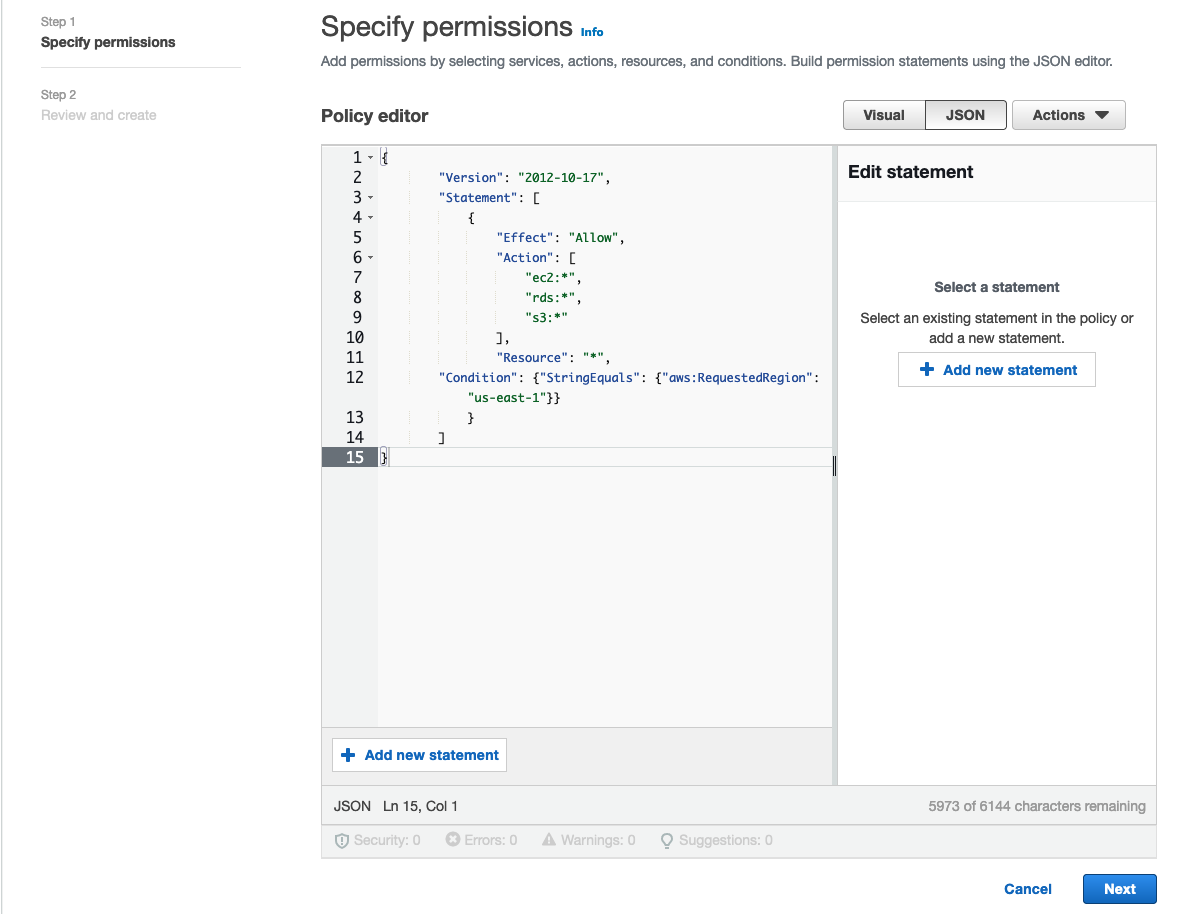 Step 1
Specify permissions
Step 2
Review and create
Specify permissions Info
Add permissions by selecting services, actions, resources, and conditions. Build permission statements using the JSON editor.
Policy editor
Visual
JSON
Actions
1 {
2 "Version": "2012-10-17",
3 "Statement": [
4 {
5 "Effect": "Allow",
6 "Action": [
7 "ec2:*",
8 "rds:*",
9 "s3:*"
10 ],
11 "Resource": "*",
12 "Condition": {"StringEquals": {"aws:RequestedRegion":
"us-east-1"}}
13 }
14 ]
15 }
Edit statement
Select a statement
Select an existing statement in the policy or
add a new statement.
+ Add new statement
+ Add new statement
JSON Ln 15, Col 1
5973 of 6144 characters remaining
Security: 0 Errors: 0 Warnings: 0 Suggestions: 0
Cancel
Next